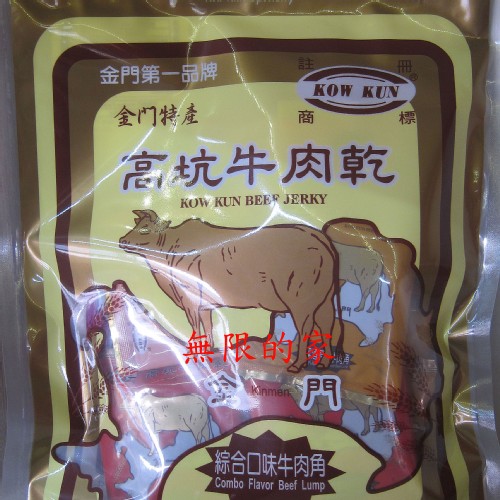 金門第一品牌
註冊
KOW KUN
®
商標
金門特產
高坑牛肉乾
KOW KUN BEEF JERKY
無限的家
金門
Kinmen
綜合口味牛肉角
Combo Flavor Beef Lump